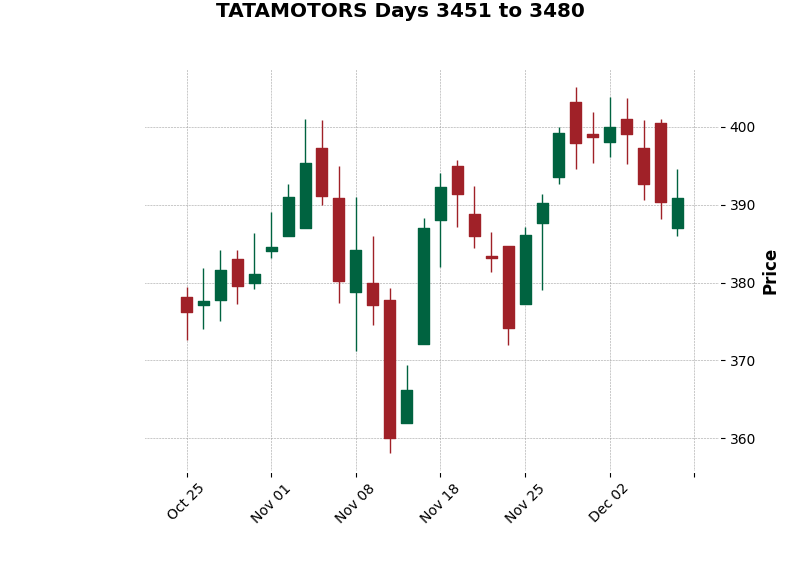 TATAMOTORS Days 3451 to 3480
400
390
380
370
360
Price
Oct 25
Nov 01
Nov 08
Nov 18
Nov 25
Dec 02